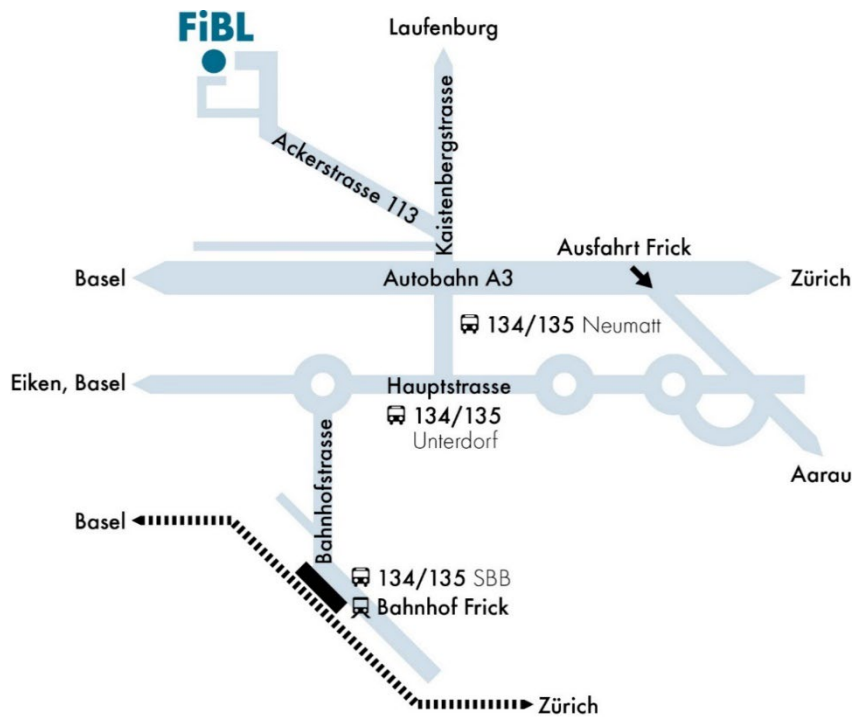 FiBL
Laufenburg
Ackerstrasse 113
Kaistenbergstrasse
Ausfahrt Frick
Basel
Autobahn A3
Zürich
134/135 Neumatt
Eiken, Basel
Hauptstrasse
134/135
Unterdorf
Bahnhofstrasse
Aarau
Basel
134/135 SBB
Bahnhof Frick
Zürich